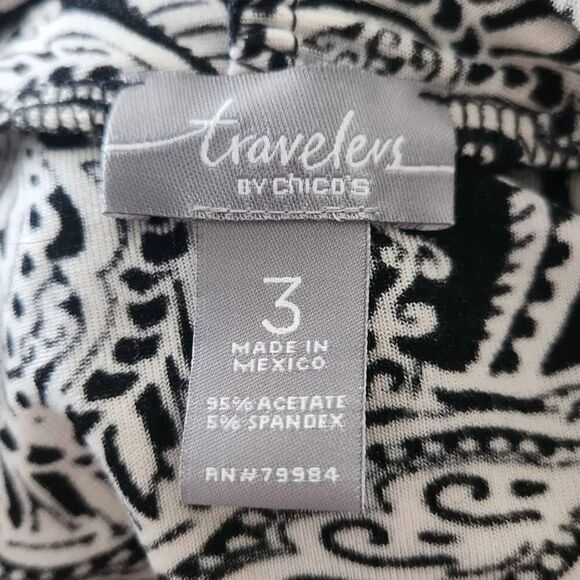 travelers
BY CHICO'S
3
MADE IN
MEXICO
95% ACETATE
5% SPANDEX
RN#79984